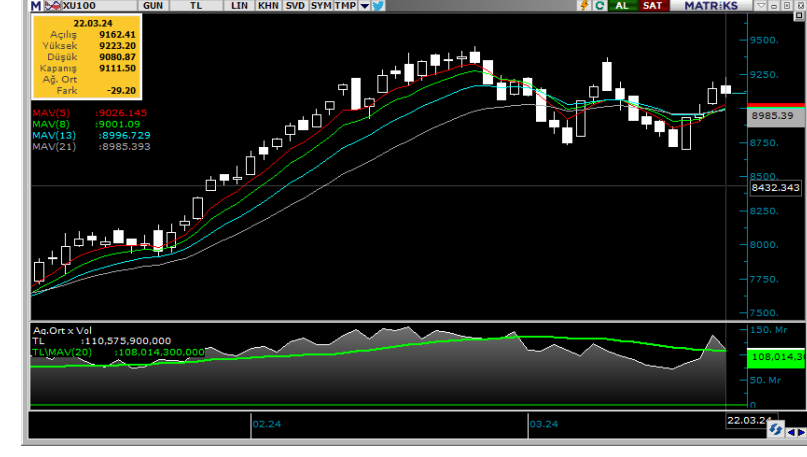 M XU100 GUN TL LIN KHN SVD SYM TMP C AL SAT MATRiKS
22.03.24
Açılış 9162.41
Yüksek 9223.20
Düşük 9080.87
Kapanış 9111.50
Ağ. Ort
Fark -29.20
MAV(5) :9026.145
MAV(8) :9001.09
MAV(13) :8996.729
MAV(21) :8985.393
9500.
9250.
8985.39
8750.
8500.
8432.343
8250.
8000.
7750.
7500.
Ag.Ort x Vol
TL :110,575,900,000
TL\MAV(20) :108,014,300,000
150. Mr
108,014,30
50. Mr
0
02.24
03.24
22.03.24